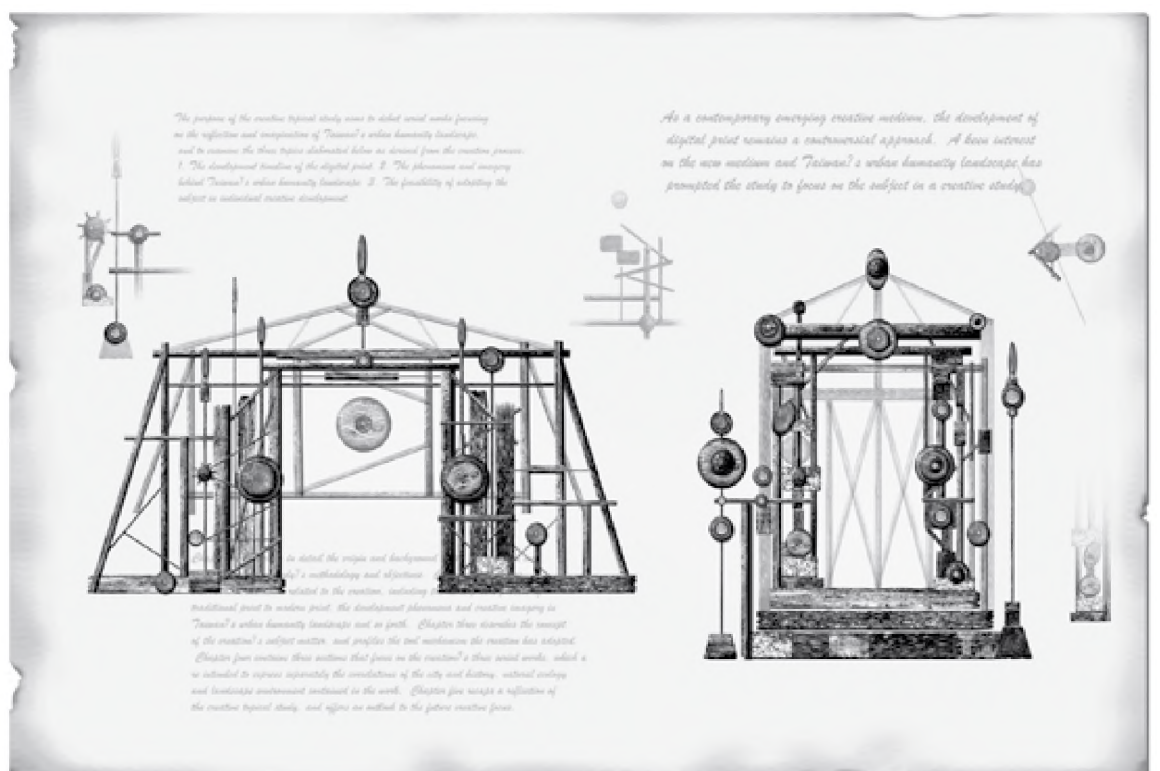 The purpose of the creative topical study aims to debut serial works focusing
on the reflection and imagination of Taiwan?s urban humanity landscape,
and to examine the three topics elaborated below as derived from the creation process:
1. The development timeline of the digital print. 2. The phenomena and imagery
behind Taiwan?s urban humanity landscape. 3. The feasibility of adopting the
subject in individual creative development.
As a contemporary emerging creative medium, the development of
digital print remains a controversial approach. A keen interest
on the new medium and Taiwan?s urban humanity landscape has
prompted the study to focus on the subject in a creative study.
in detail the origin and background
methodology and objectives.
related to the creation, including
traditional print to modern print, the development phenomena and creation imagery in
Taiwan?s urban humanity landscape and so forth. Chapter three describes the concept
of the creation?s subject matter, and profiles the tool mechanism the creation has adopted.
Chapter four contains three sections that focus on the creation?s three serial works, which a
re intended to express separately the correlations of the city and history, natural ecology
and landscape environment contained in the work. Chapter five recaps a reflection of
the creative topical study, and offers an outlook to the future creative focus.